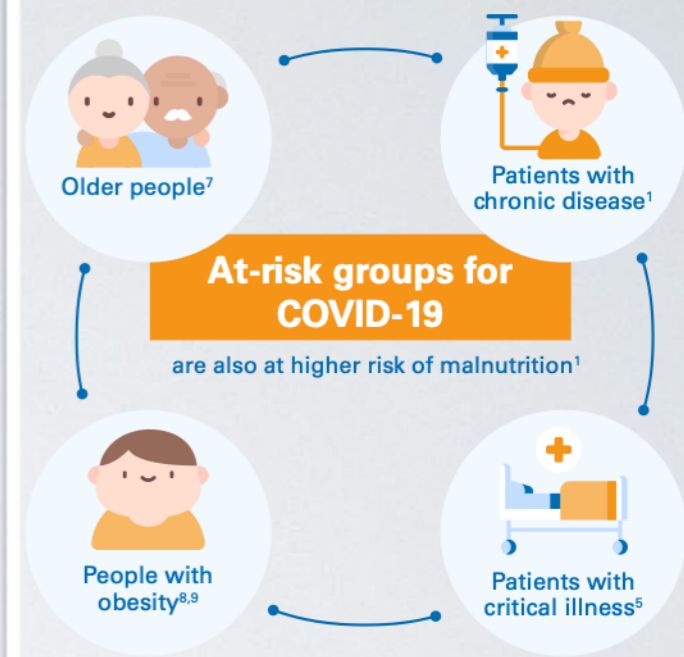 Older people⁷
Patients with
chronic disease¹
At-risk groups for
COVID-19
are also at higher risk of malnutrition¹
People with
obesity⁸,⁹
Patients with
critical illness⁵